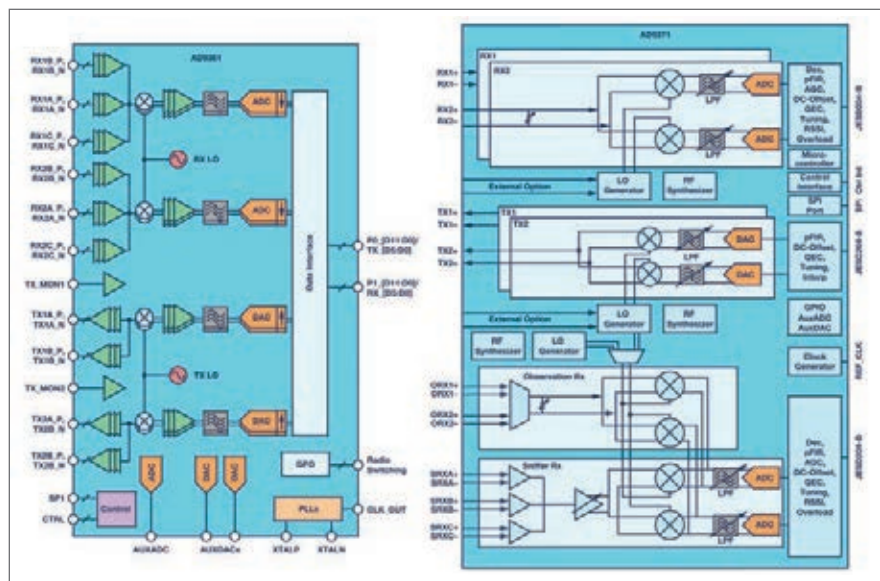 AD9361
RX1B_P,
RX1B_N
RX1A_P,
RX1A_N
RX1C_P,
RX1C_N
RX2B_P,
RX2B_N
RX2A_P,
RX2A_N
RX2C_P,
RX2C_N
TX_MON1
TX1A_P,
TX1A_N
TX1B_P,
TX1B_N
TX_MON2
TX2A_P,
TX2B_P,
TX2B_N
SPI
CTRL
ADC
RX LO
ADC
Data Interface
P0_[D11:D0]/
TX_[D5:D0]
P1_[D11:D0]/
RX_[D5:D0]
DAC
TX LO
DAC
GPO
Radio
Switching
Control
ADC
DAC
DAC
PLLs
CLK_OUT
AUXADC
AUXDACx
XTALP
XTALN
AD9371
RX1
RX2
RX1+
RX1-
RX2+
RX2-
LPF
ADC
LPF
ADC
Dec,
pFIR,
AGC,
DC-Offset,
QEC,
Tuning,
RSSI,
Overload
Micro-
controller
Control
Interface
SPI
Port
JESD204-B
Ctrl Int
SPI
External Option
LO
Generator
RF
Synthesizer
TX1
TX2
TX1+
TX1-
TX2+
TX2-
LPF
DAC
LPF
DAC
pFIR,
DC-Offset,
QEC,
Tuning,
Interp
JESD204-B
External Option
LO
Generator
RF
Synthesizer
GPIO
AuxADC
AuxDAC
RF
Synthesizer
LO
Generator
Clock
Generator
REF_CLK
Observation Rx
ORX1+
ORX1-
ORX2+
ORX2-
Sniffer Rx
SRXA+
SRXA-
SRXB+
SRXB-
SRXC+
SRXC-
LPF
ADC
LPF
ADC
Dec,
pFIR,
AGC,
DC-Offset,
QEC,
Tuning,
RSSI,
Overload
JESD204-B